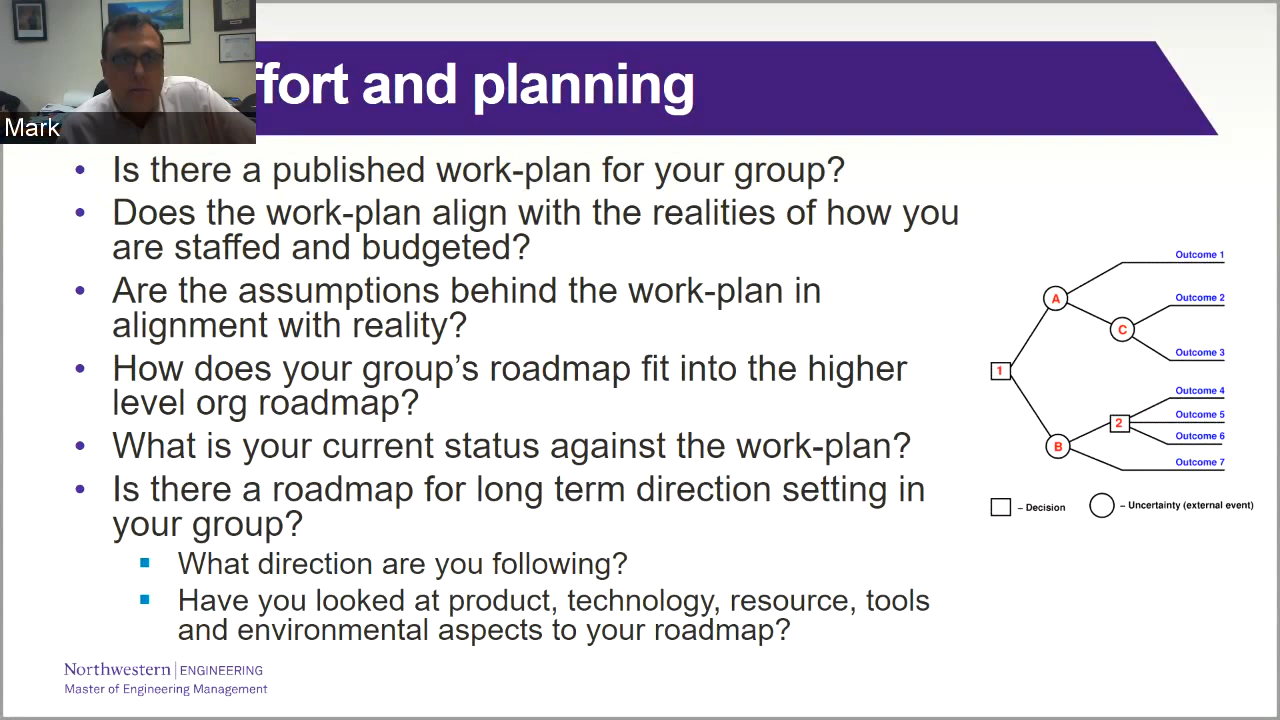 ffort and planning
Mark
• Is there a published work-plan for your group?
• Does the work-plan align with the realities of how you
are staffed and budgeted?
• Are the assumptions behind the work-plan in
alignment with reality?
• How does your group's roadmap fit into the higher
level org roadmap?
• What is your current status against the work-plan?
• Is there a roadmap for long term direction setting in
your group?
▪ What direction are you following?
▪ Have you looked at product, technology, resource, tools
and environmental aspects to your roadmap?
Outcome 1
A
Outcome 2
C
Outcome 3
1
Outcome 4
2
Outcome 5
Outcome 6
B
Outcome 7
– Decision
– Uncertainty (external event)
Northwestern | ENGINEERING
Master of Engineering Management